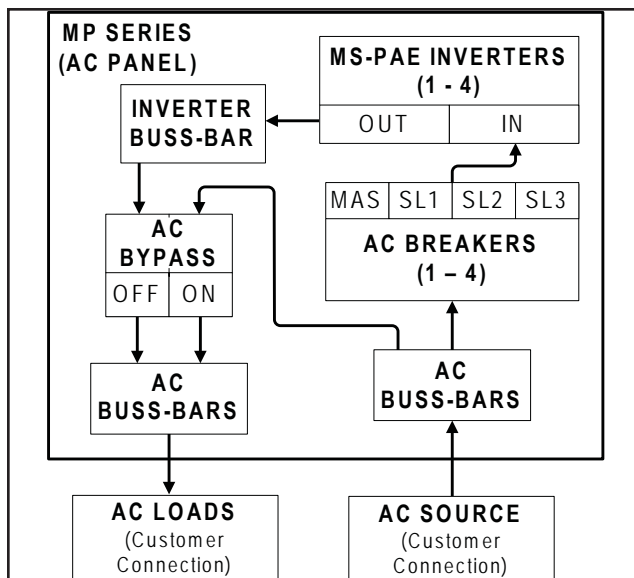 MP SERIES
(AC PANEL)
MS-PAE INVERTERS
(1 - 4)
OUT IN
INVERTER
BUSS-BAR
MAS SL1 SL2 SL3
AC BREAKERS
(1 – 4)
AC
BYPASS
OFF ON
AC
BUSS-BARS
AC
BUSS-BARS
AC LOADS
(Customer
Connection)
AC SOURCE
(Customer
Connection)